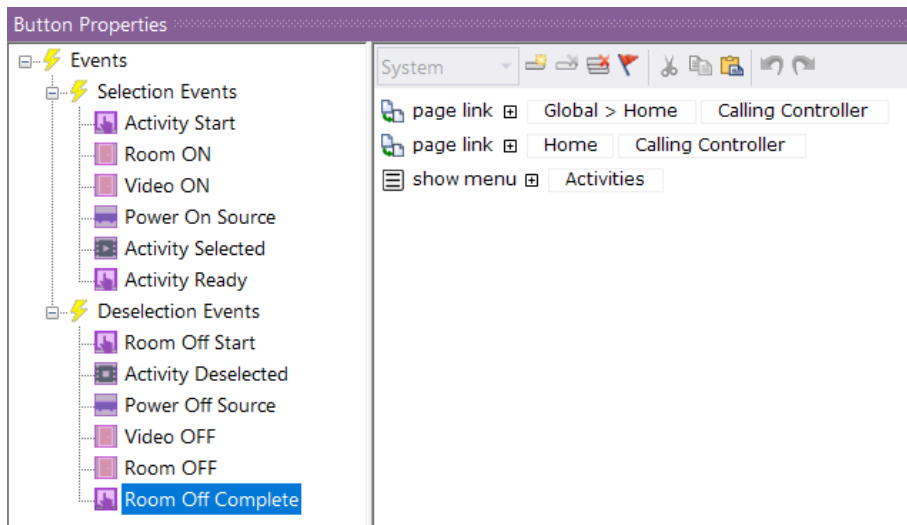 Button Properties
Events
Selection Events
Activity Start
Room ON
Video ON
Power On Source
Activity Selected
Activity Ready
Deselection Events
Room Off Start
Activity Deselected
Power Off Source
Video OFF
Room OFF
Room Off Complete
System
page link Global > Home Calling Controller
page link Home Calling Controller
show menu Activities